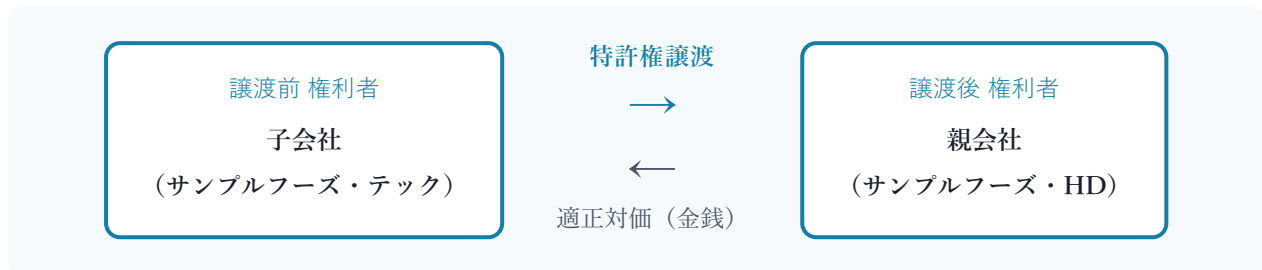 譲渡前 権利者
子会社
（サンプルフーズ・テック）
特許権譲渡
→
←
適正対価（金銭）
譲渡後 権利者
親会社
（サンプルフーズ・HD）